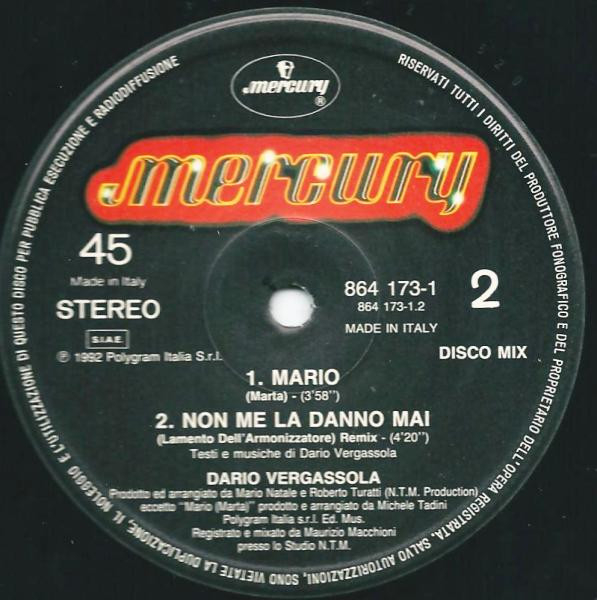 mercury ®
mercury
45
Made in Italy
STEREO
SIAE
℗ 1992 Polygram Italia S.r.l.
864 173-1
864 173-1.2
MADE IN ITALY
2
DISCO MIX
1. MARIO
(Marta) - (3'58")
2. NON ME LA DANNO MAI
(Lamento Dell'Armonizzatore) Remix - (4'20")
Testi e musiche di Dario Vergassola
DARIO VERGASSOLA
Prodotto ed arrangiato da Mario Natale e Roberto Turatti (N.T.M. Production)
eccetto "Mario (Marta)" prodotto e arrangiato da Michele Tadini
Polygram Italia s.r.l. Ed. Mus.
Registrato e mixato da Maurizio Macchioni
presso lo Studio N.T.M.
RISERVATI TUTTI I DIRITTI DEL PRODUTTORE FONOGRAFICO E DEL PROPRIETARIO DELL'OPERA REGISTRATA. SALVO AUTORIZZAZIONI, SONO VIETATE LA DUPLICAZIONE, IL NOLEGGIO E L'UTILIZZAZIONE DI QUESTO DISCO PER PUBBLICA ESECUZIONE E RADIODIFFUSIONE